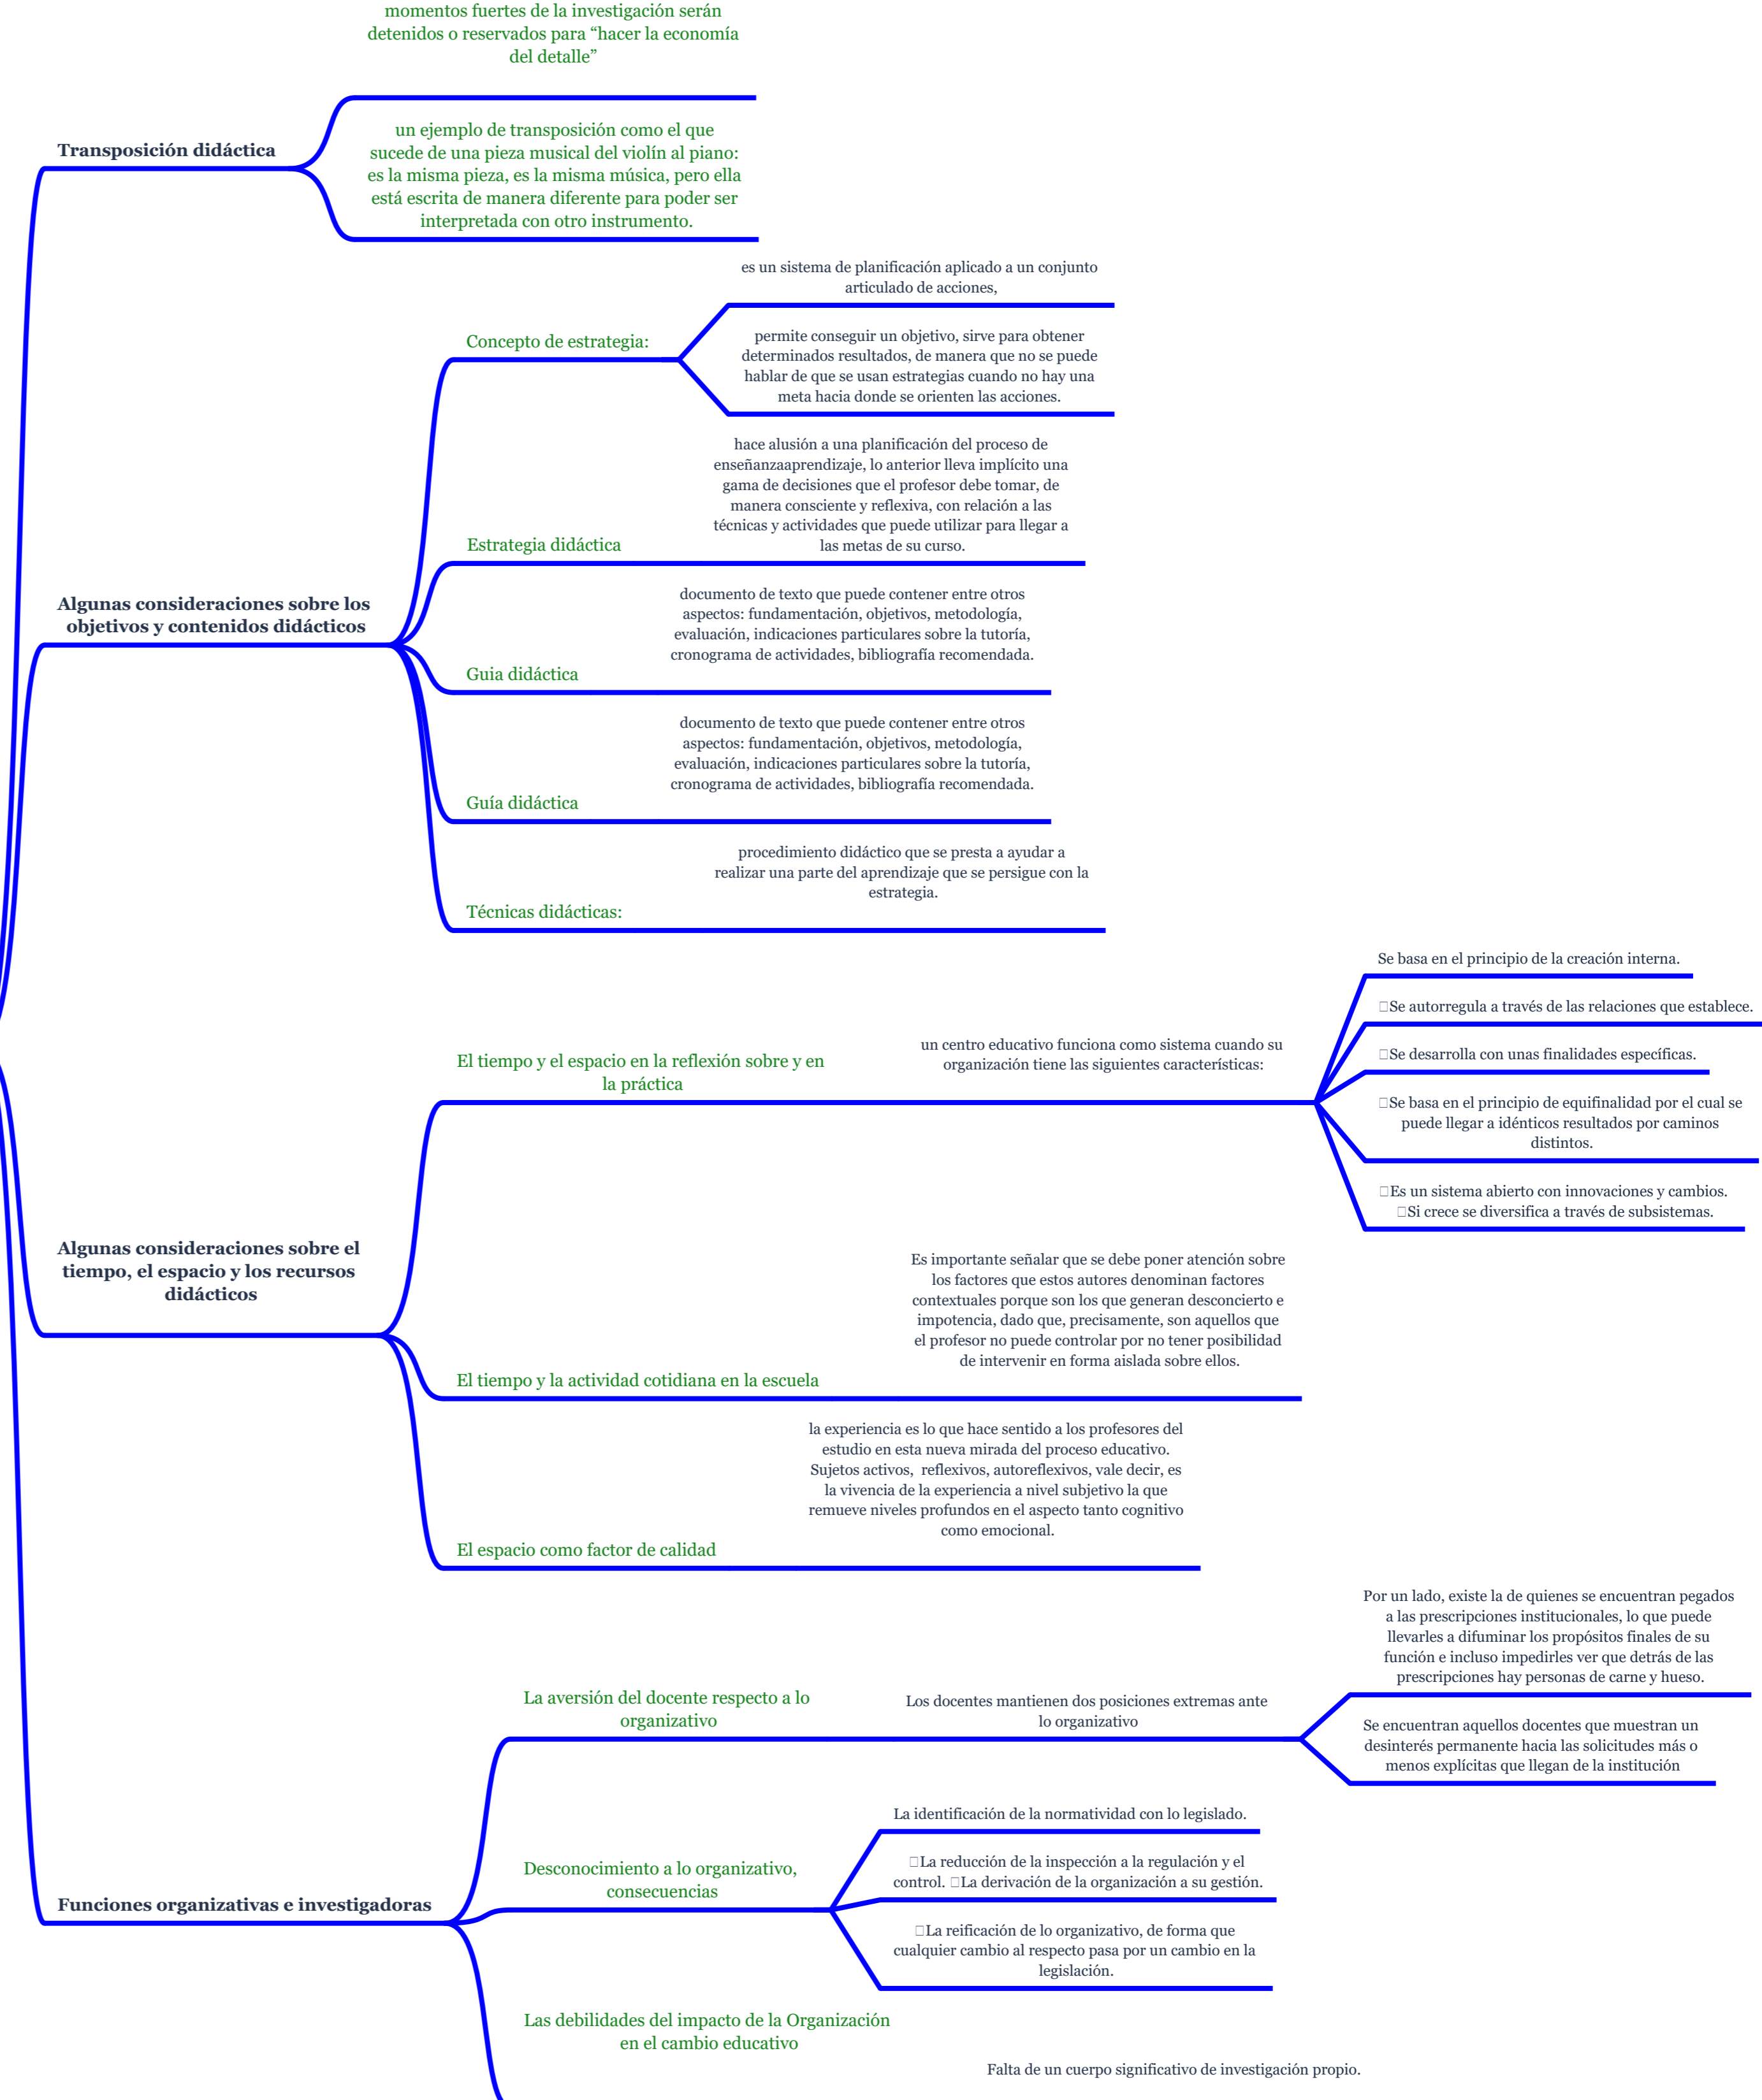 momentos fuertes de la investigación serán
detenidos o reservados para “hacer la economía
del detalle”
Transposición didáctica
un ejemplo de transposición como el que
sucede de una pieza musical del violín al piano:
es la misma pieza, es la misma música, pero ella
está escrita de manera diferente para poder ser
interpretada con otro instrumento.
Algunas consideraciones sobre los
objetivos y contenidos didácticos
Concepto de estrategia:
es un sistema de planificación aplicado a un conjunto
articulado de acciones,
permite conseguir un objetivo, sirve para obtener
determinados resultados, de manera que no se puede
hablar de que se usan estrategias cuando no hay una
meta hacia donde se orienten las acciones.
Estrategia didáctica
hace alusión a una planificación del proceso de
enseñanzaaprendizaje, lo anterior lleva implícito una
gama de decisiones que el profesor debe tomar, de
manera consciente y reflexiva, con relación a las
técnicas y actividades que puede utilizar para llegar a
las metas de su curso.
Guia didáctica
documento de texto que puede contener entre otros
aspectos: fundamentación, objetivos, metodología,
evaluación, indicaciones particulares sobre la tutoría,
cronograma de actividades, bibliografía recomendada.
Guía didáctica
documento de texto que puede contener entre otros
aspectos: fundamentación, objetivos, metodología,
evaluación, indicaciones particulares sobre la tutoría,
cronograma de actividades, bibliografía recomendada.
Técnicas didácticas:
procedimiento didáctico que se presta a ayudar a
realizar una parte del aprendizaje que se persigue con la
estrategia.
Algunas consideraciones sobre el
tiempo, el espacio y los recursos
didácticos
El tiempo y el espacio en la reflexión sobre y en
la práctica
un centro educativo funciona como sistema cuando su
organización tiene las siguientes características:
Se basa en el principio de la creación interna.
Se autorregula a través de las relaciones que establece.
Se desarrolla con unas finalidades específicas.
Se basa en el principio de equifinalidad por el cual se
puede llegar a idénticos resultados por caminos
distintos.
Es un sistema abierto con innovaciones y cambios.
Si crece se diversifica a través de subsistemas.
El tiempo y la actividad cotidiana en la escuela
Es importante señalar que se debe poner atención sobre
los factores que estos autores denominan factores
contextuales porque son los que generan desconcierto e
impotencia, dado que, precisamente, son aquellos que
el profesor no puede controlar por no tener posibilidad
de intervenir en forma aislada sobre ellos.
El espacio como factor de calidad
la experiencia es lo que hace sentido a los profesores del
estudio en esta nueva mirada del proceso educativo.
Sujetos activos,  reflexivos, autoreflexivos, vale decir, es
la vivencia de la experiencia a nivel subjetivo la que
remueve niveles profundos en el aspecto tanto cognitivo
como emocional.
Funciones organizativas e investigadoras
La aversión del docente respecto a lo
organizativo
Los docentes mantienen dos posiciones extremas ante
lo organizativo
Por un lado, existe la de quienes se encuentran pegados
a las prescripciones institucionales, lo que puede
llevarles a difuminar los propósitos finales de su
función e incluso impedirles ver que detrás de las
prescripciones hay personas de carne y hueso.
Se encuentran aquellos docentes que muestran un
desinterés permanente hacia las solicitudes más o
menos explícitas que llegan de la institución
Desconocimiento a lo organizativo,
consecuencias
La identificación de la normatividad con lo legislado.
La reducción de la inspección a la regulación y el
control. La derivación de la organización a su gestión.
La reificación de lo organizativo, de forma que
cualquier cambio al respecto pasa por un cambio en la
legislación.
Las debilidades del impacto de la Organización
en el cambio educativo
Falta de un cuerpo significativo de investigación propio.